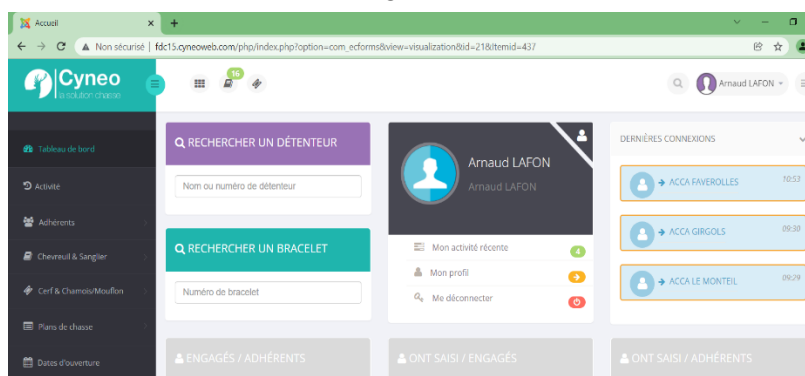 Accueil
Non sécurisé | fdc15.cyneoweb.com/php/index.php?option=com_ecforms&view=visualization&id=21&Itemid=437
Cyneo
la solution chasse
16
Arnaud LAFON
Tableau de bord
Activité
Adhérents
Chevreuil & Sanglier
Cerf & Chamois/Mouflon
Plans de chasse
Dates d'ouverture
RECHERCHER UN DÉTENTEUR
Nom ou numéro de détenteur
RECHERCHER UN BRACELET
Numéro de bracelet
Arnaud LAFON
Arnaud LAFON
Mon activité récente
4
Mon profil
Me déconnecter
DERNIÈRES CONNEXIONS
ACCA FAVEROLLES 10:53
ACCA GIRGOLS 09:30
ACCA LE MONTEIL 09:29
ENGAGÉS / ADHÉRENTS
ONT SAISI / ENGAGÉS
ONT SAISI / ADHÉRENTS